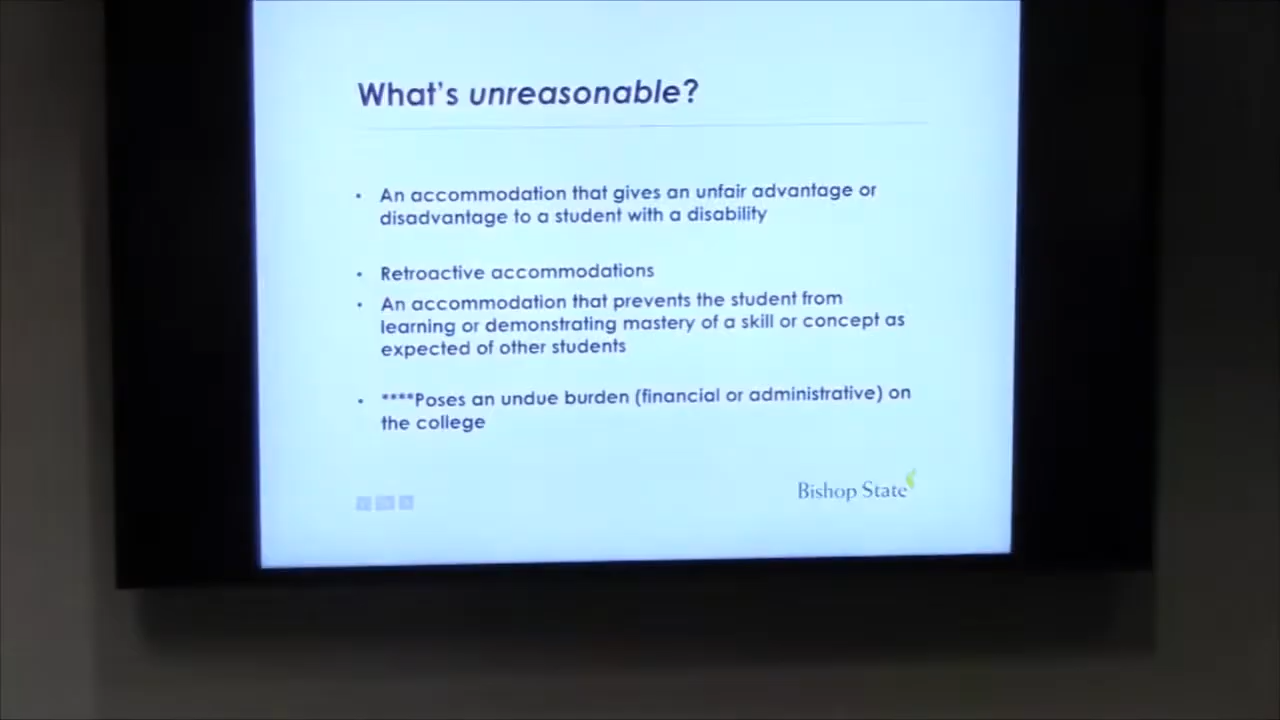 What's unreasonable?
• An accommodation that gives an unfair advantage or
disadvantage to a student with a disability
• Retroactive accommodations
• An accommodation that prevents the student from
learning or demonstrating mastery of a skill or concept as
expected of other students
• ****Poses an undue burden (financial or administrative) on
the college
Bishop State